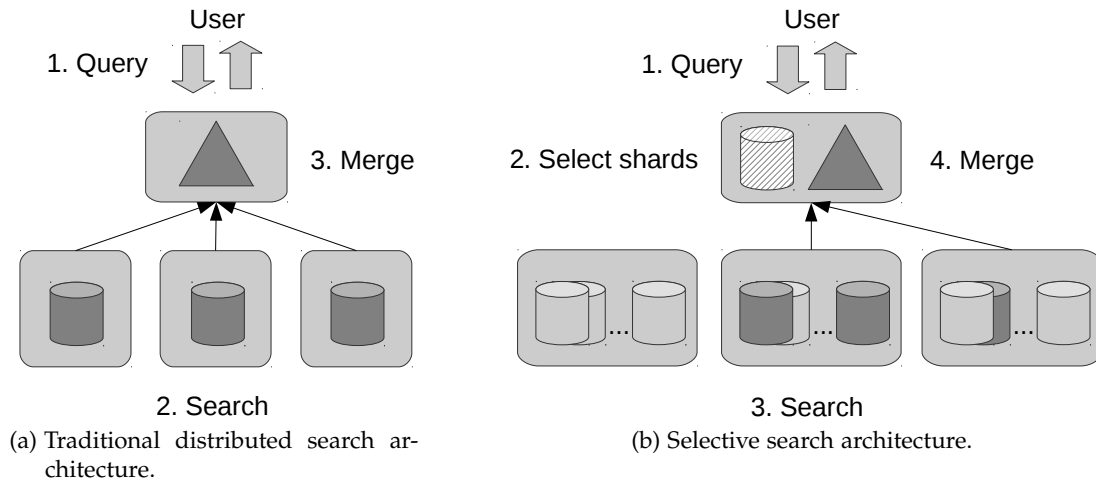 User
1. Query
3. Merge
2. Search
(a) Traditional distributed search ar-
chitecture.
User
1. Query
2. Select shards
4. Merge
...
...
...
3. Search
(b) Selective search architecture.